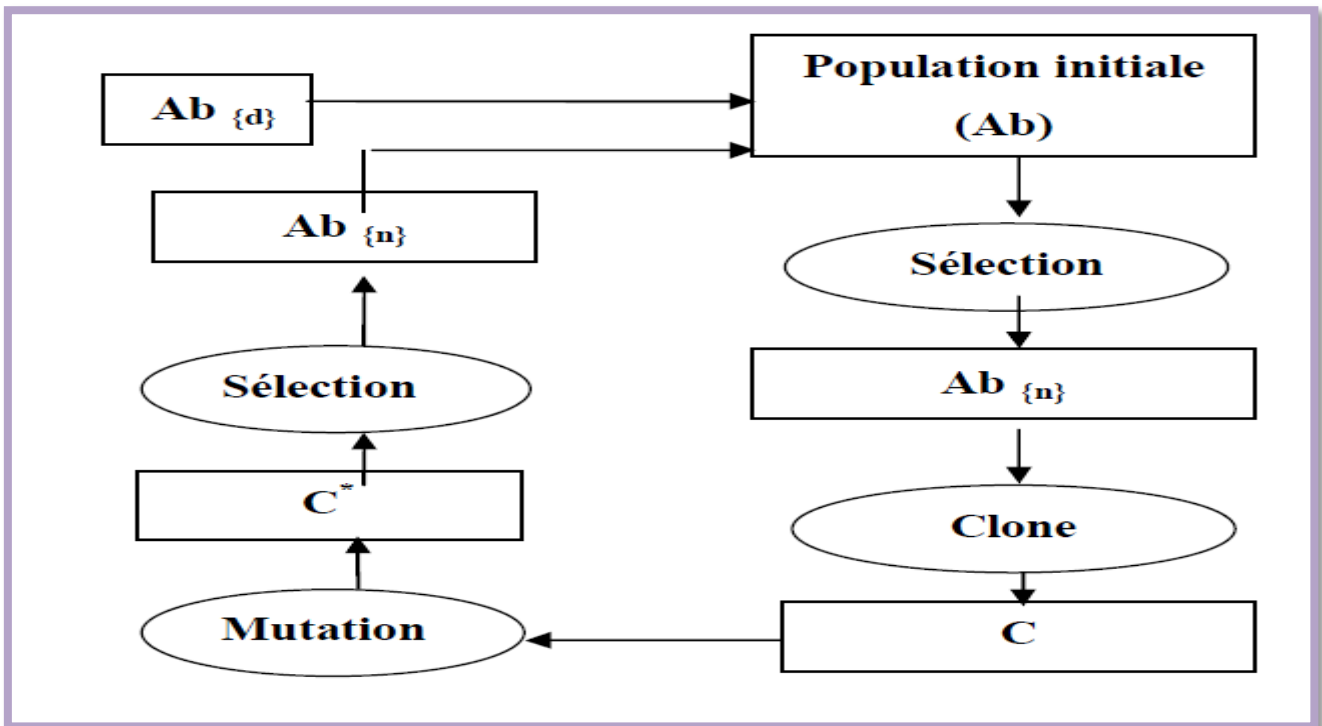 Population initiale
(Ab)
Ab {d}
Ab {n}
Sélection
Sélection
Ab {n}
C*
Clone
Mutation
C